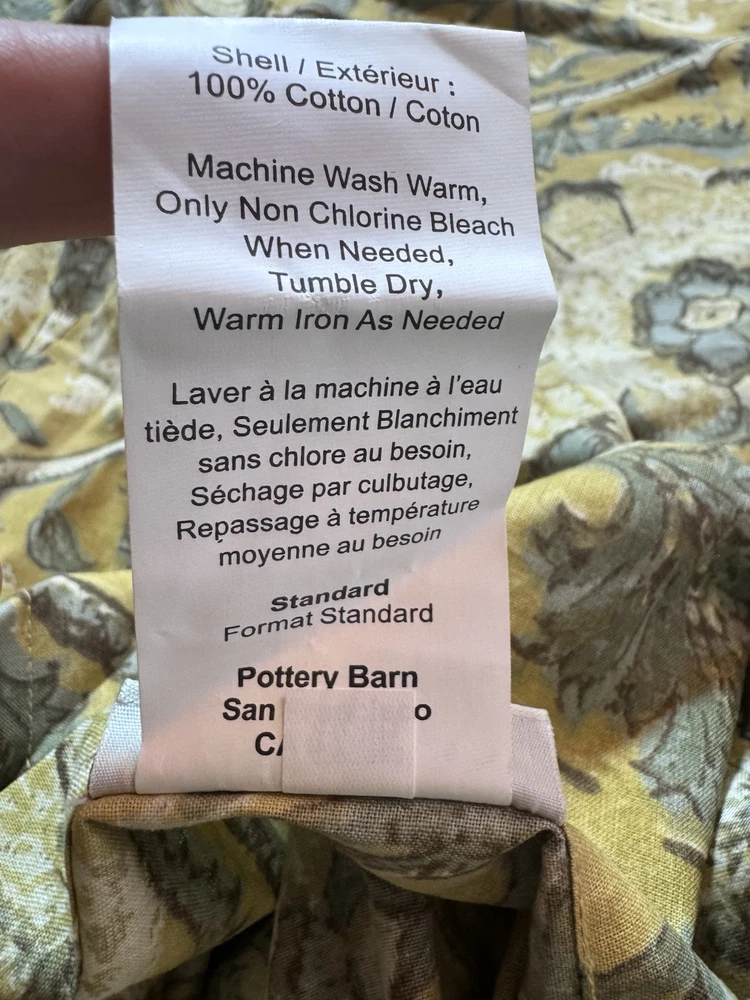 Shell / Extérieur :
100% Cotton / Coton
Machine Wash Warm,
Only Non Chlorine Bleach
When Needed,
Tumble Dry,
Warm Iron As Needed
Laver à la machine à l'eau
tiède, Seulement Blanchiment
sans chlore au besoin,
Séchage par culbutage,
Repassage à température
moyenne au besoin
Standard
Format Standard
Pottery Barn
San